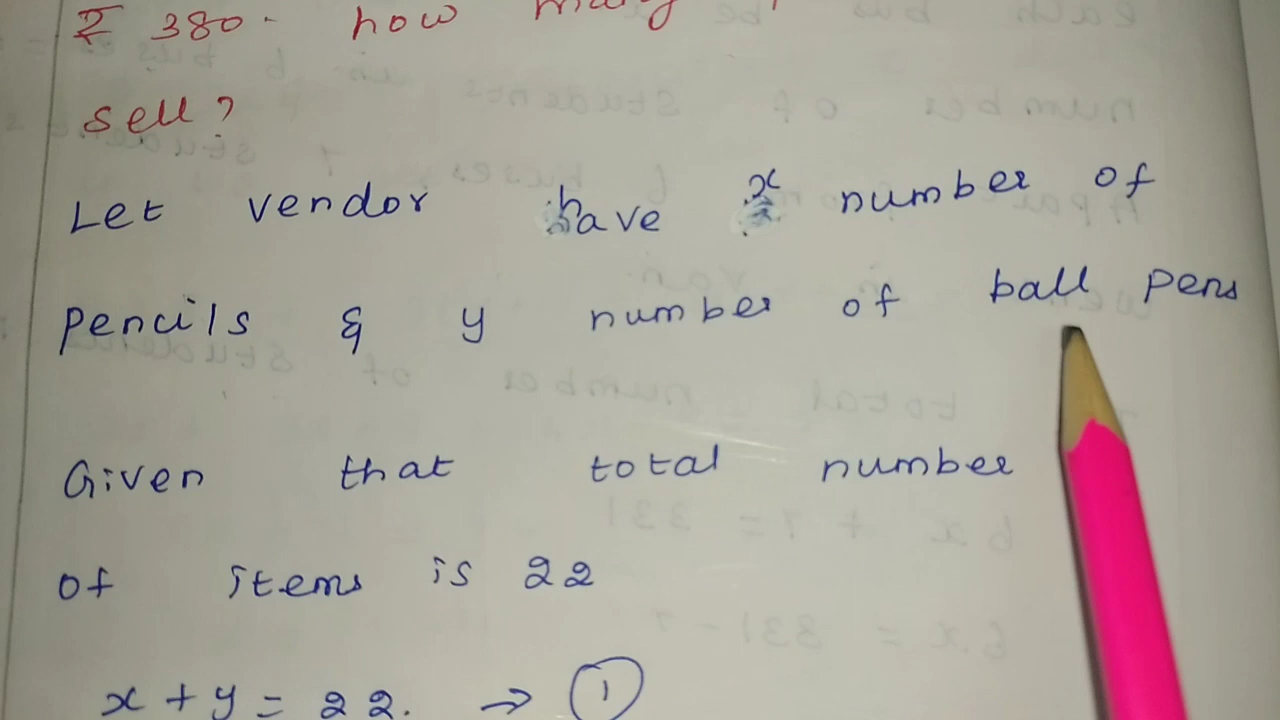 ₹ 380. how many
sell?
Let vendor have x number of
pencils & y number of ball pens
Given that total number
of items is 22
x + y = 22. → ①